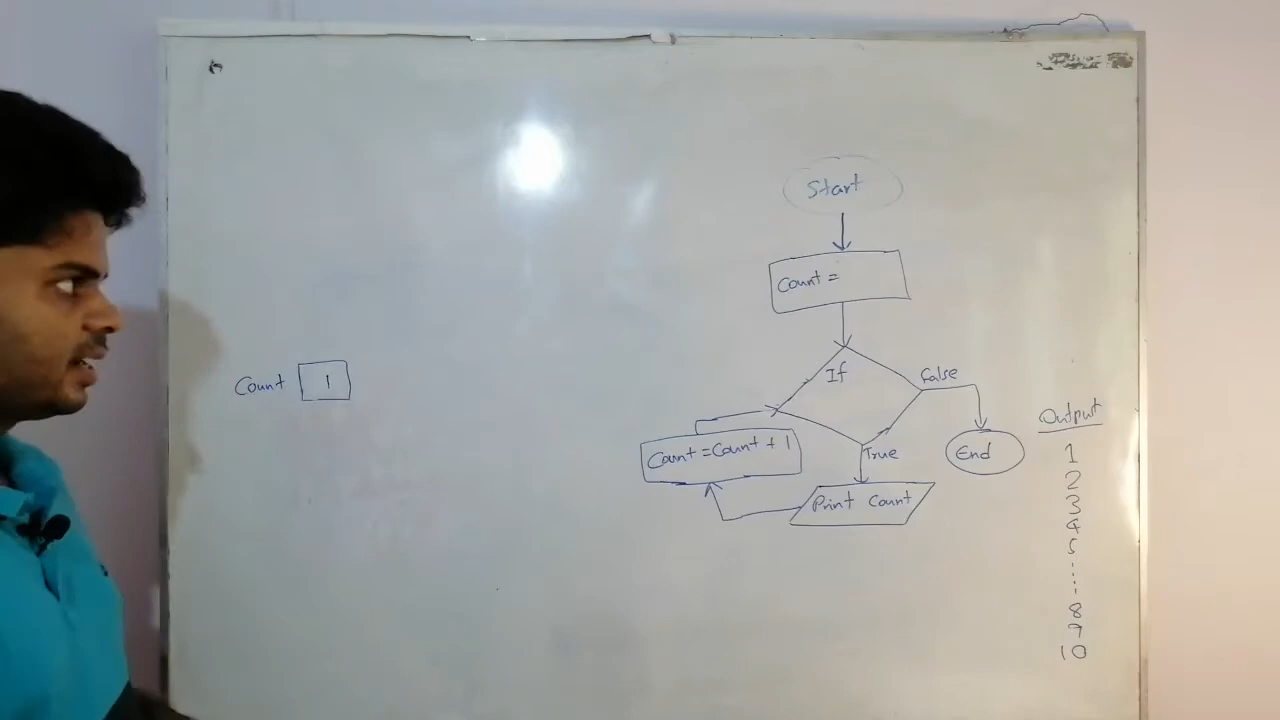 Start
Count =
If
False
Count 1
Count = Count + 1
True
End
Print Count
Output
1
2
3
4
5
8
9
10